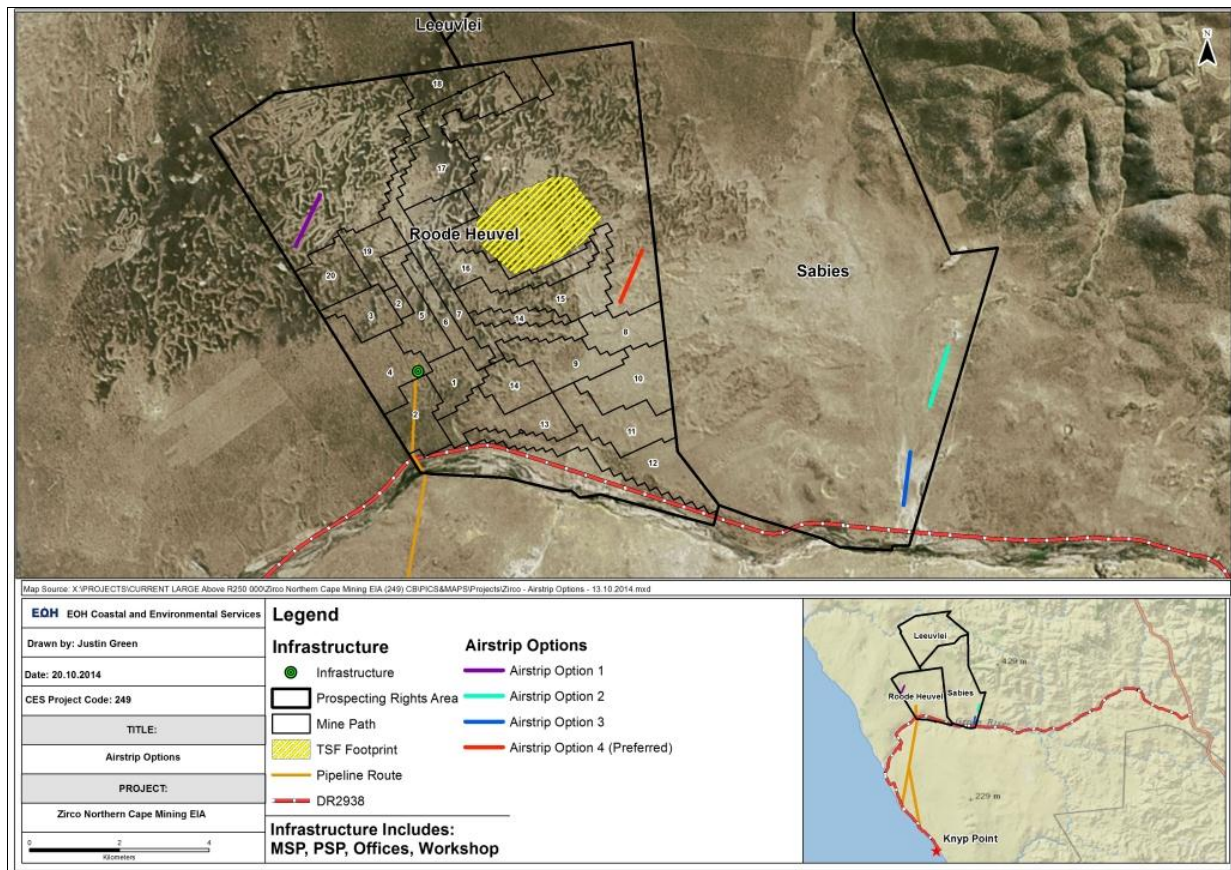 Leeuvlei
N
18
17
Roode Heuvel
Sabies
19
16
20
15
2
3
5
6
7
14
8
9
4
1
14
10
2
13
11
12
Map Source: X:\PROJECTS\CURRENT LARGE Above R250 000\Zirco Northern Cape Mining EIA (249) CB\PICS&MAPS\Projects\Zirco - Airstrip Options - 13.10.2014.mxd
EOH EOH Coastal and Environmental Services
Drawn by: Justin Green
Date: 20.10.2014
CES Project Code: 249
TITLE:
Airstrip Options
PROJECT:
Zirco Northern Cape Mining EIA
0 2 4
Kilometers
Legend
Infrastructure
Infrastructure
Prospecting Rights Area
Mine Path
TSF Footprint
Pipeline Route
DR2938
Infrastructure Includes:
MSP, PSP, Offices, Workshop
Airstrip Options
Airstrip Option 1
Airstrip Option 2
Airstrip Option 3
Airstrip Option 4 (Preferred)
Leeuvlei
429 m
Roode Heuvel
Sabies
229 m
Knyp Point